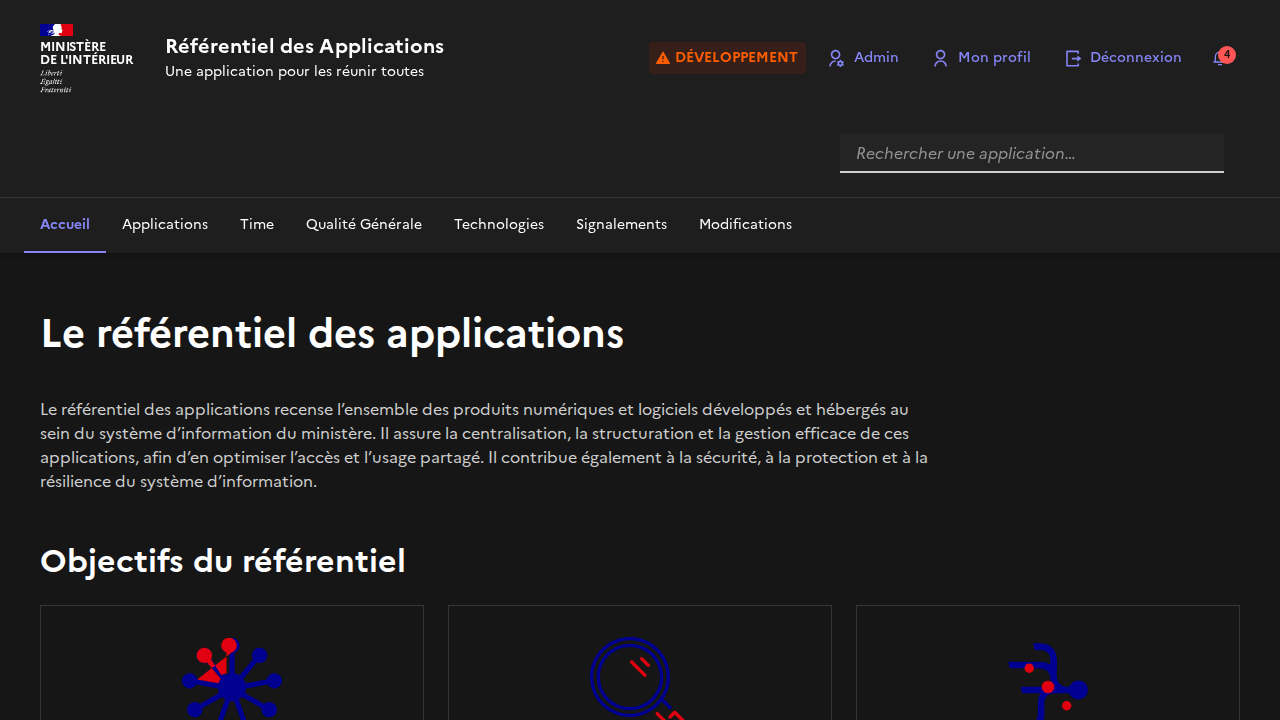 MINISTÈRE
DE L'INTÉRIEUR
Liberté
Égalité
Fraternité
Référentiel des Applications
Une application pour les réunir toutes
DÉVELOPPEMENT
Admin
Mon profil
Déconnexion
4
Rechercher une application…
Accueil
Applications
Time
Qualité Générale
Technologies
Signalements
Modifications
Le référentiel des applications
Le référentiel des applications recense l’ensemble des produits numériques et logiciels développés et hébergés au
sein du système d’information du ministère. Il assure la centralisation, la structuration et la gestion efficace de ces
applications, afin d’en optimiser l’accès et l’usage partagé. Il contribue également à la sécurité, à la protection et à la
résilience du système d’information.
Objectifs du référentiel